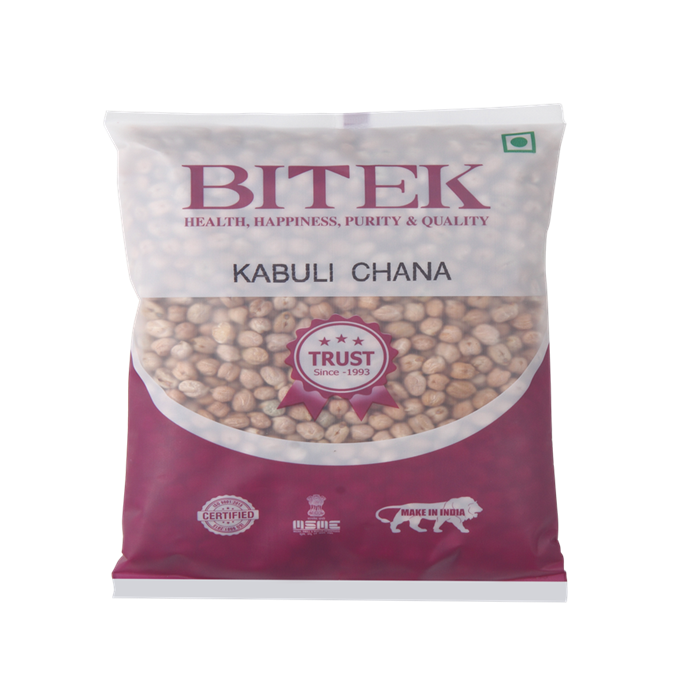 BITEK
HEALTH, HAPPINESS, PURITY & QUALITY
KABULI CHANA
TRUST
Since -1993
CERTIFIED
MSME
MAKE IN INDIA